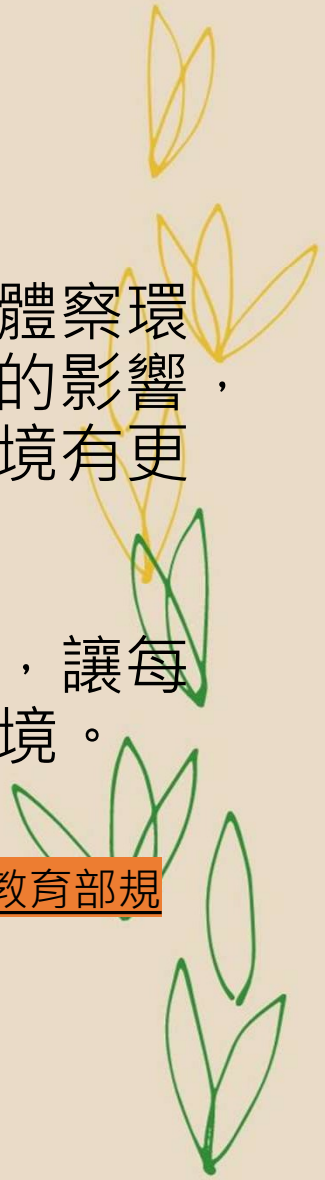 體察環
的影響，
境有更
，讓每
境。
教育部規